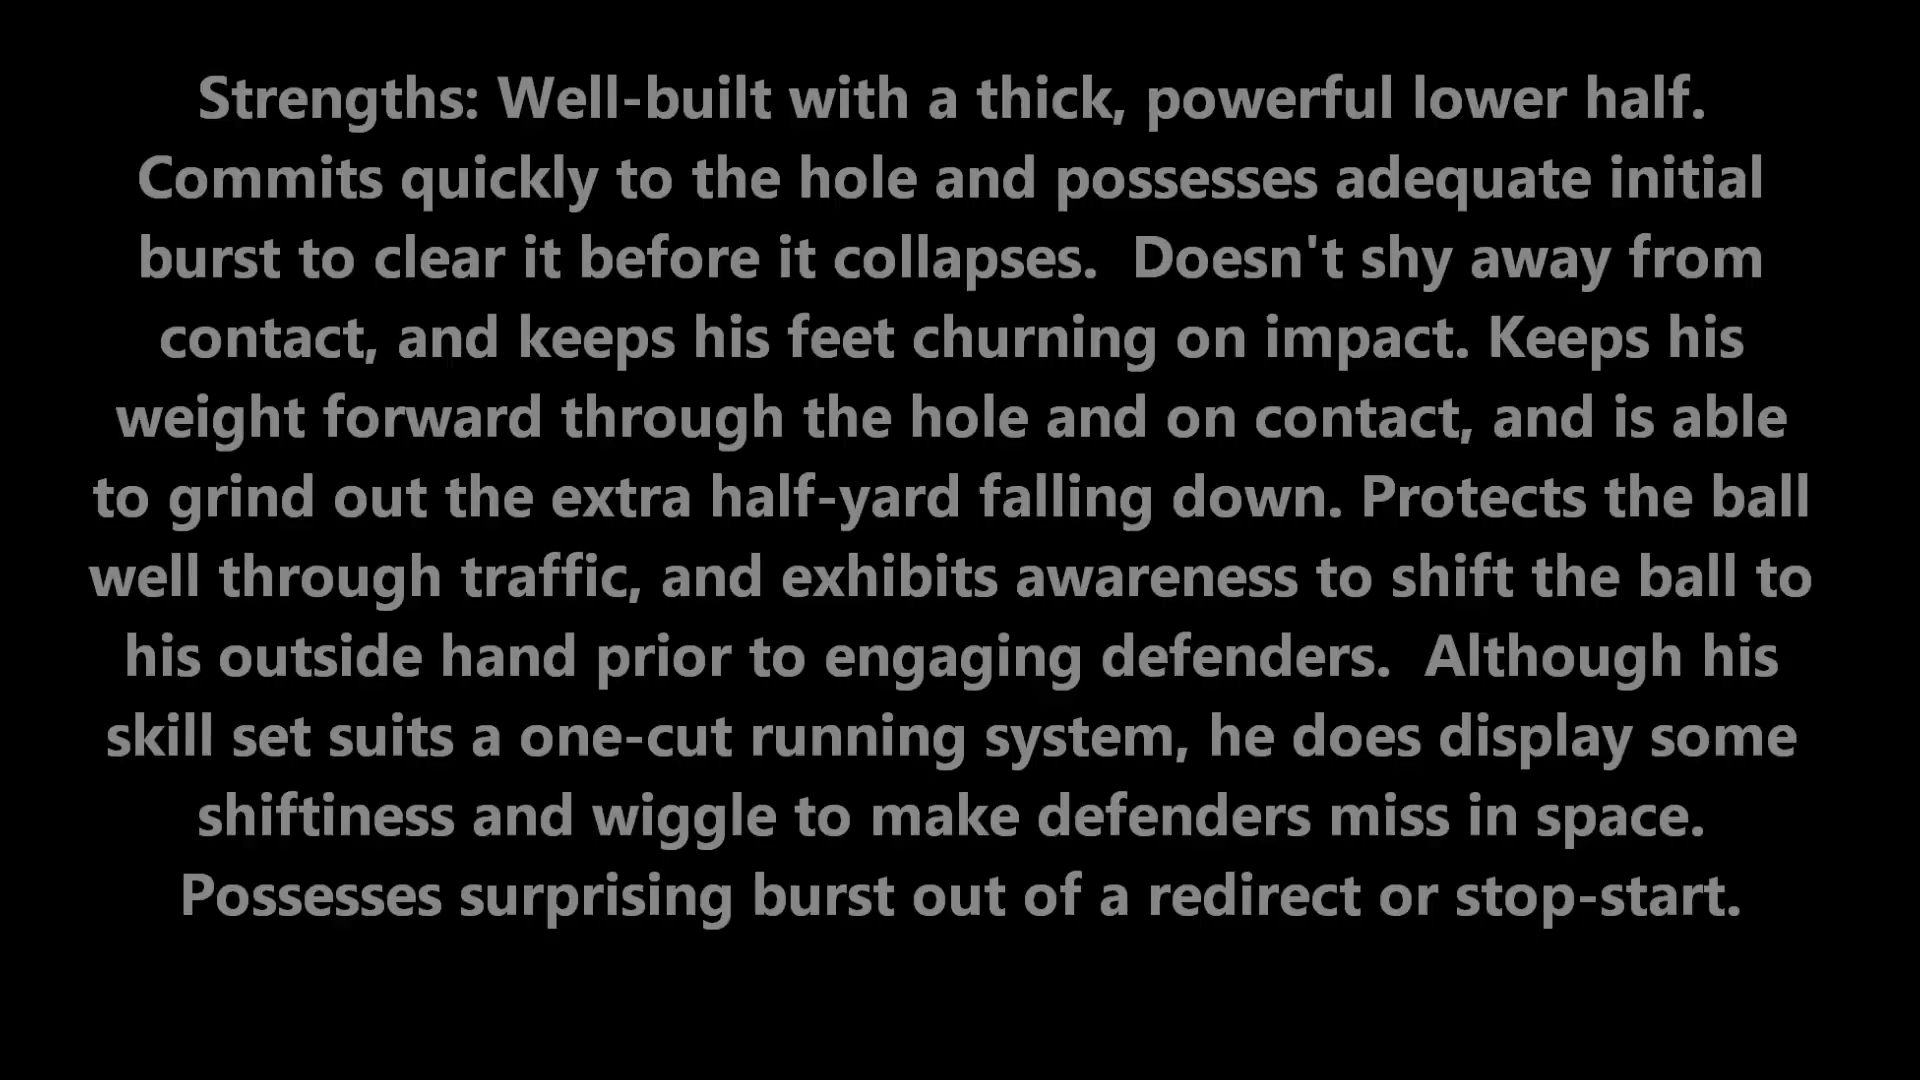 Strengths: Well-built with a thick, powerful lower half.
Commits quickly to the hole and possesses adequate initial
burst to clear it before it collapses.  Doesn't shy away from
contact, and keeps his feet churning on impact. Keeps his
weight forward through the hole and on contact, and is able
to grind out the extra half-yard falling down. Protects the ball
well through traffic, and exhibits awareness to shift the ball to
his outside hand prior to engaging defenders.  Although his
skill set suits a one-cut running system, he does display some
shiftiness and wiggle to make defenders miss in space.
Possesses surprising burst out of a redirect or stop-start.